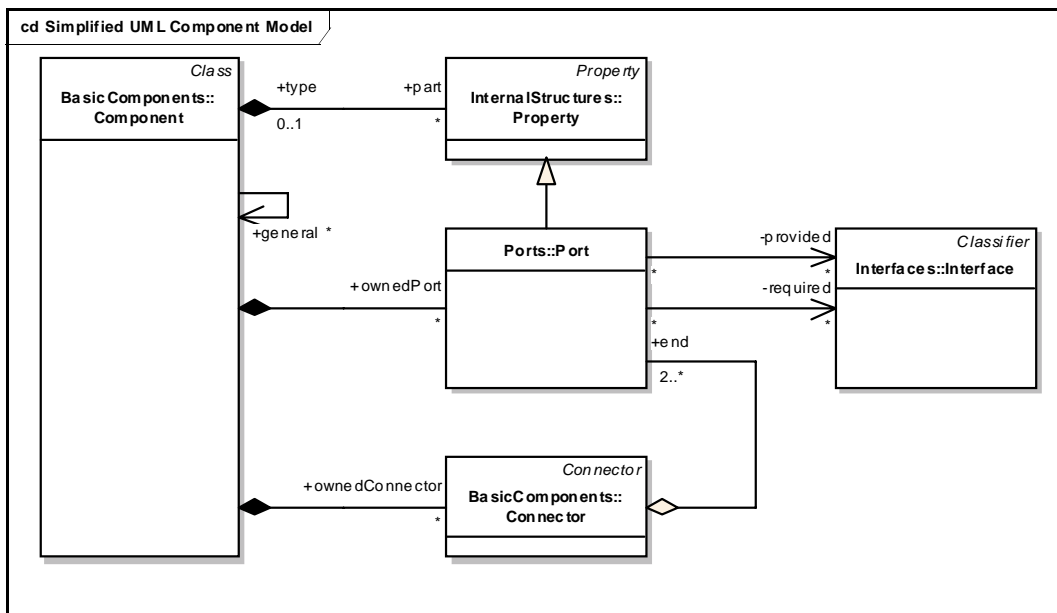 cd Simplified UML Component Model
Class
BasicComponents::
Component
+type
0..1
+part
*
Property
InternalStructures::
Property
+general *
Ports::Port
+ownedPort
*
-provided
*
*
-required
*
*
Classifier
Interfaces::Interface
+end
2..*
+ownedConnector
*
Connector
BasicComponents::
Connector